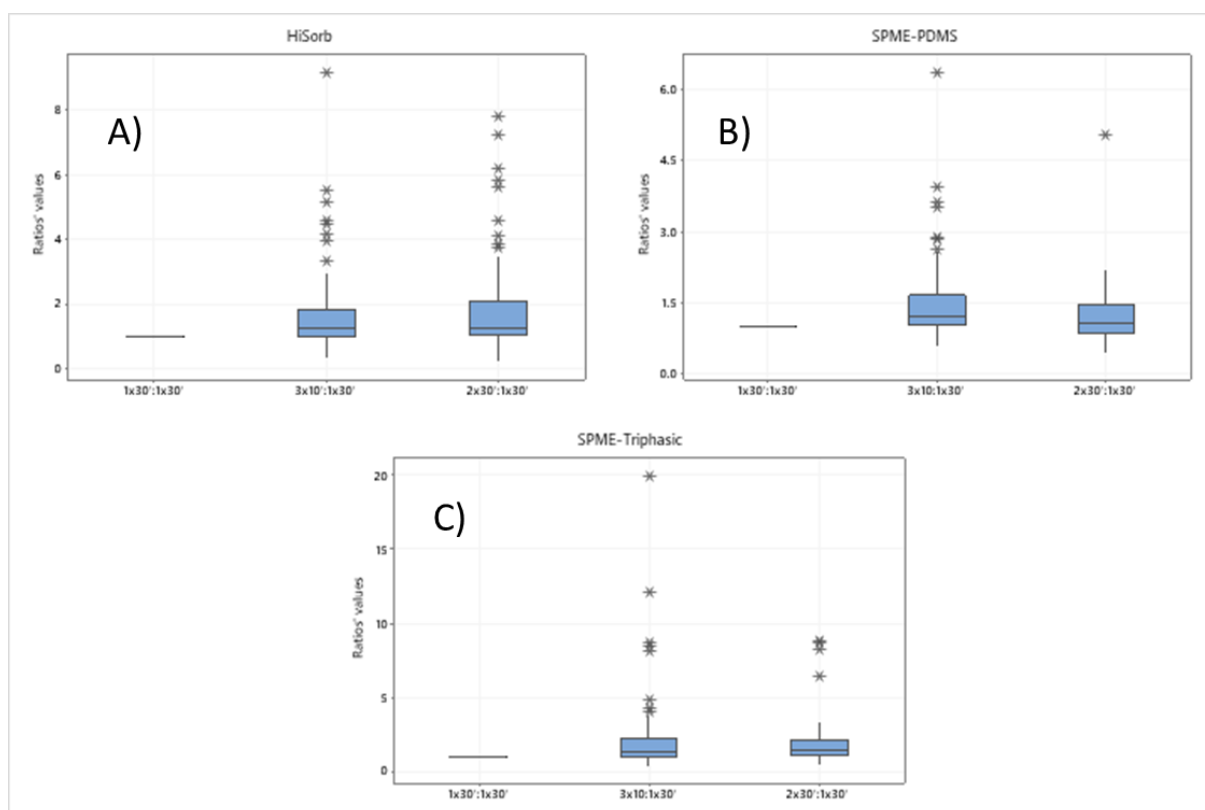 HiSorb
A)
Ratios' values
8
6
4
2
0
1x30':1x30' 3x10':1x30' 2x30':1x30'
SPME-PDMS
B)
Ratios' values
6.0
4.5
3.0
1.5
0.0
1x30':1x30' 3x10:1x30' 2x30':1x30'
SPME-Triphasic
C)
Ratios' values
20
15
10
5
0
1x30':1x30' 3x10:1x30' 2x30':1x30'